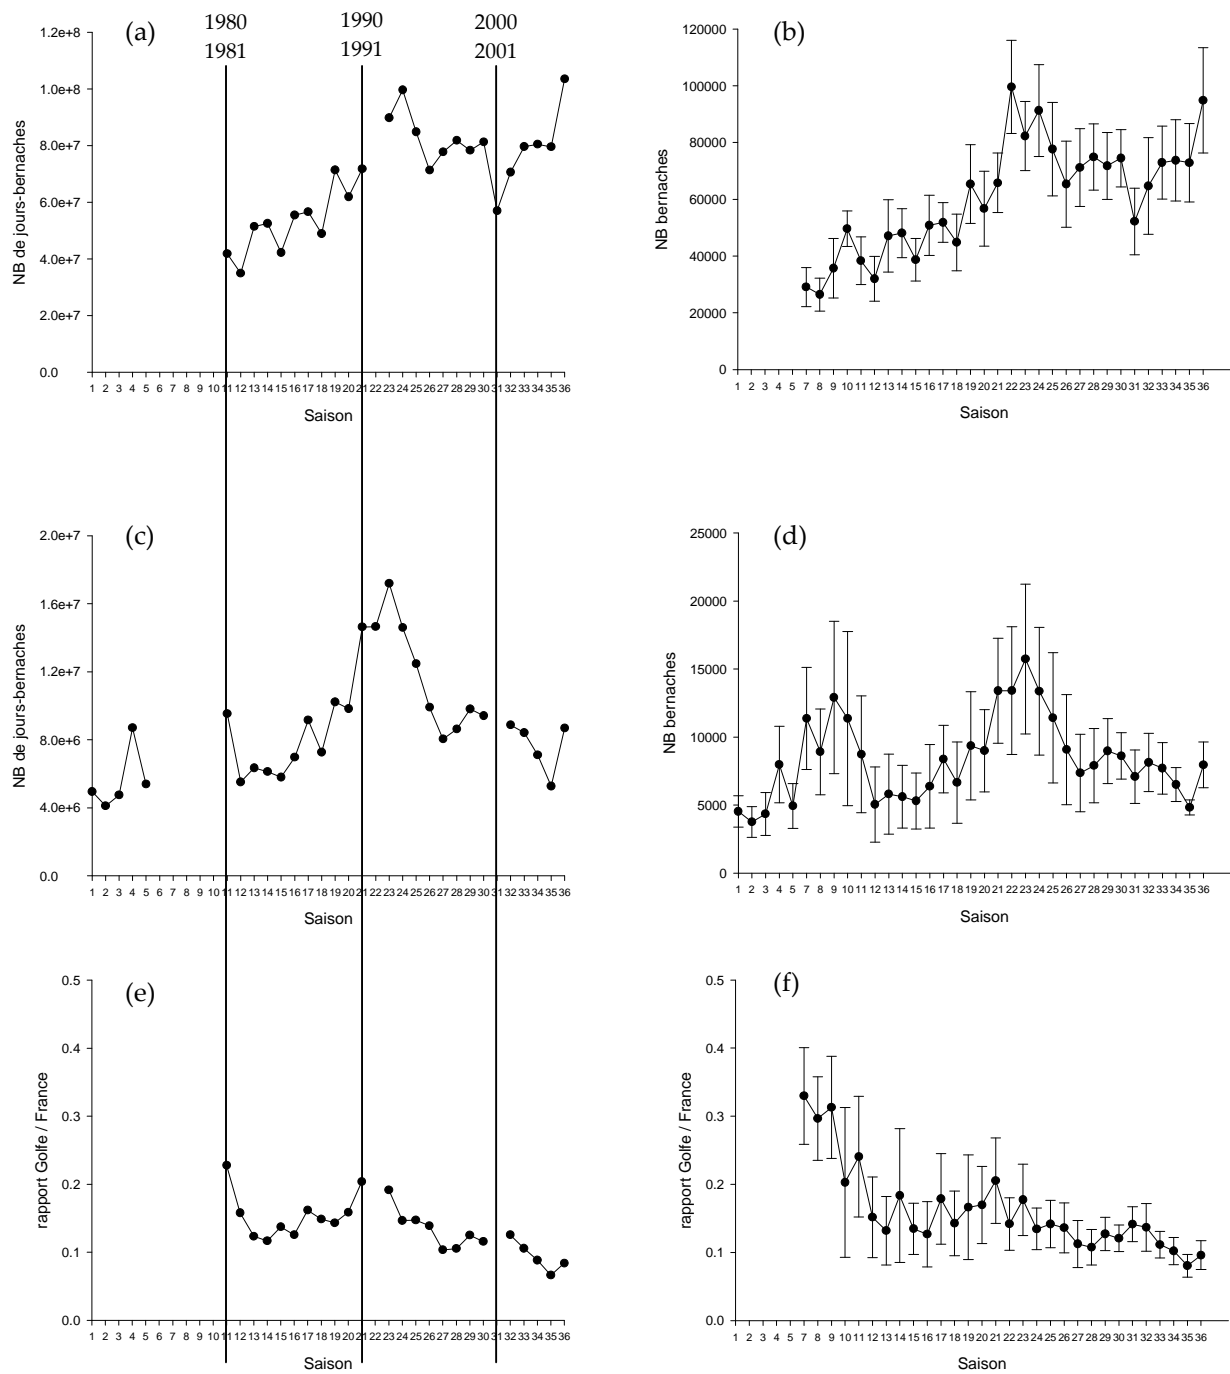 1980
1981
1990
1991
2000
2001
(a)
1.2e+8
1.0e+8
8.0e+7
6.0e+7
4.0e+7
2.0e+7
0.0
NB de jours-bernaches
1 2 3 4 5 6 7 8 9 10 11 12 13 14 15 16 17 18 19 20 21 22 23 24 25 26 27 28 29 30 31 32 33 34 35 36
Saison
(b)
120000
100000
80000
60000
40000
20000
0
NB bernaches
1 2 3 4 5 6 7 8 9 10 11 12 13 14 15 16 17 18 19 20 21 22 23 24 25 26 27 28 29 30 31 32 33 34 35 36
Saison
(c)
2.0e+7
1.6e+7
1.2e+7
8.0e+6
4.0e+6
0.0
NB de jours-bernaches
1 2 3 4 5 6 7 8 9 10 11 12 13 14 15 16 17 18 19 20 21 22 23 24 25 26 27 28 29 30 31 32 33 34 35 36
Saison
(d)
25000
20000
15000
10000
5000
0
NB bernaches
1 2 3 4 5 6 7 8 9 10 11 12 13 14 15 16 17 18 19 20 21 22 23 24 25 26 27 28 29 30 31 32 33 34 35 36
Saison
(e)
0.5
0.4
0.3
0.2
0.1
0.0
rapport Golfe / France
1 2 3 4 5 6 7 8 9 10 11 12 13 14 15 16 17 18 19 20 21 22 23 24 25 26 27 28 29 30 31 32 33 34 35 36
Saison
(f)
0.5
0.4
0.3
0.2
0.1
0.0
rapport Golfe / France
1 2 3 4 5 6 7 8 9 10 11 12 13 14 15 16 17 18 19 20 21 22 23 24 25 26 27 28 29 30 31 32 33 34 35 36
Saison